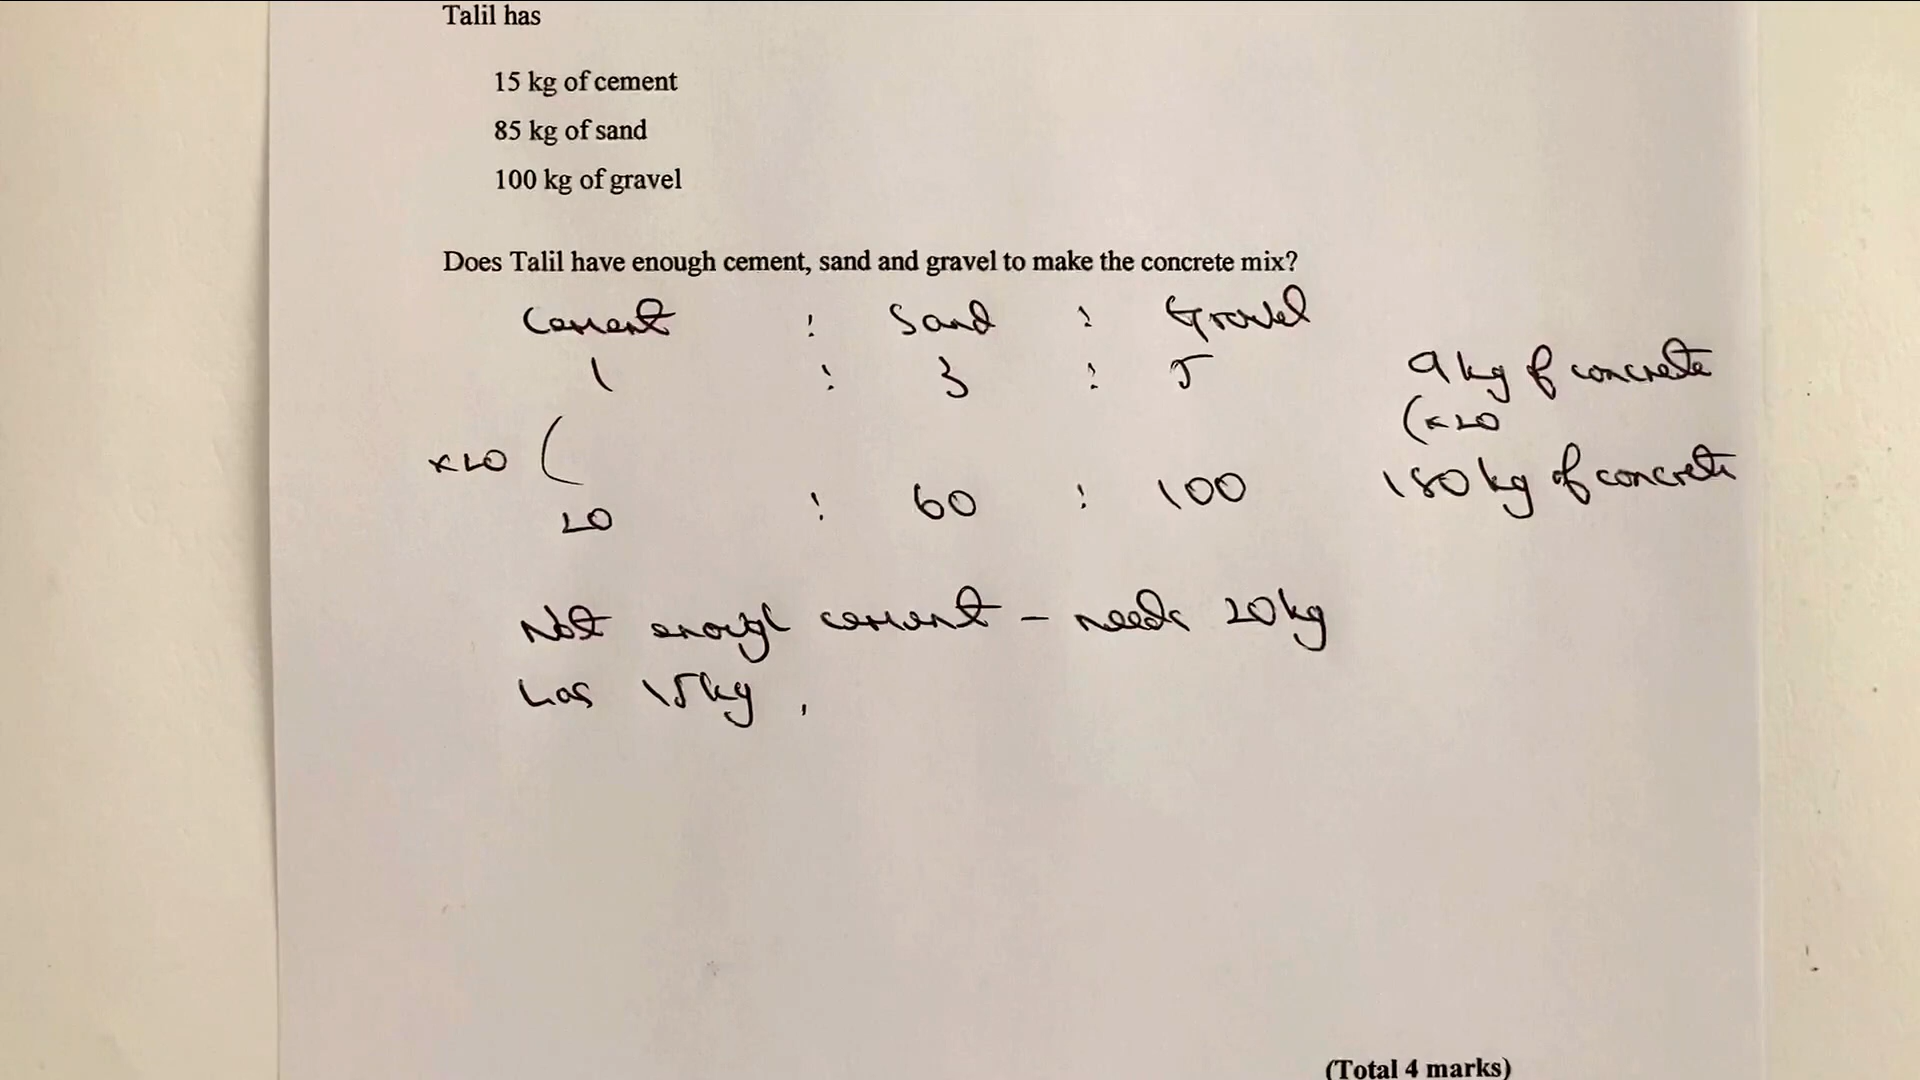 Talil has
15 kg of cement
85 kg of sand
100 kg of gravel
Does Talil have enough cement, sand and gravel to make the concrete mix?
Cement : Sand : Gravel
1 : 3 : 5 9kg of concrete
×20 ( (×20
20 : 60 : 100 180kg of concrete
Not enough cement - needs 20kg
has 15kg.
(Total 4 marks)